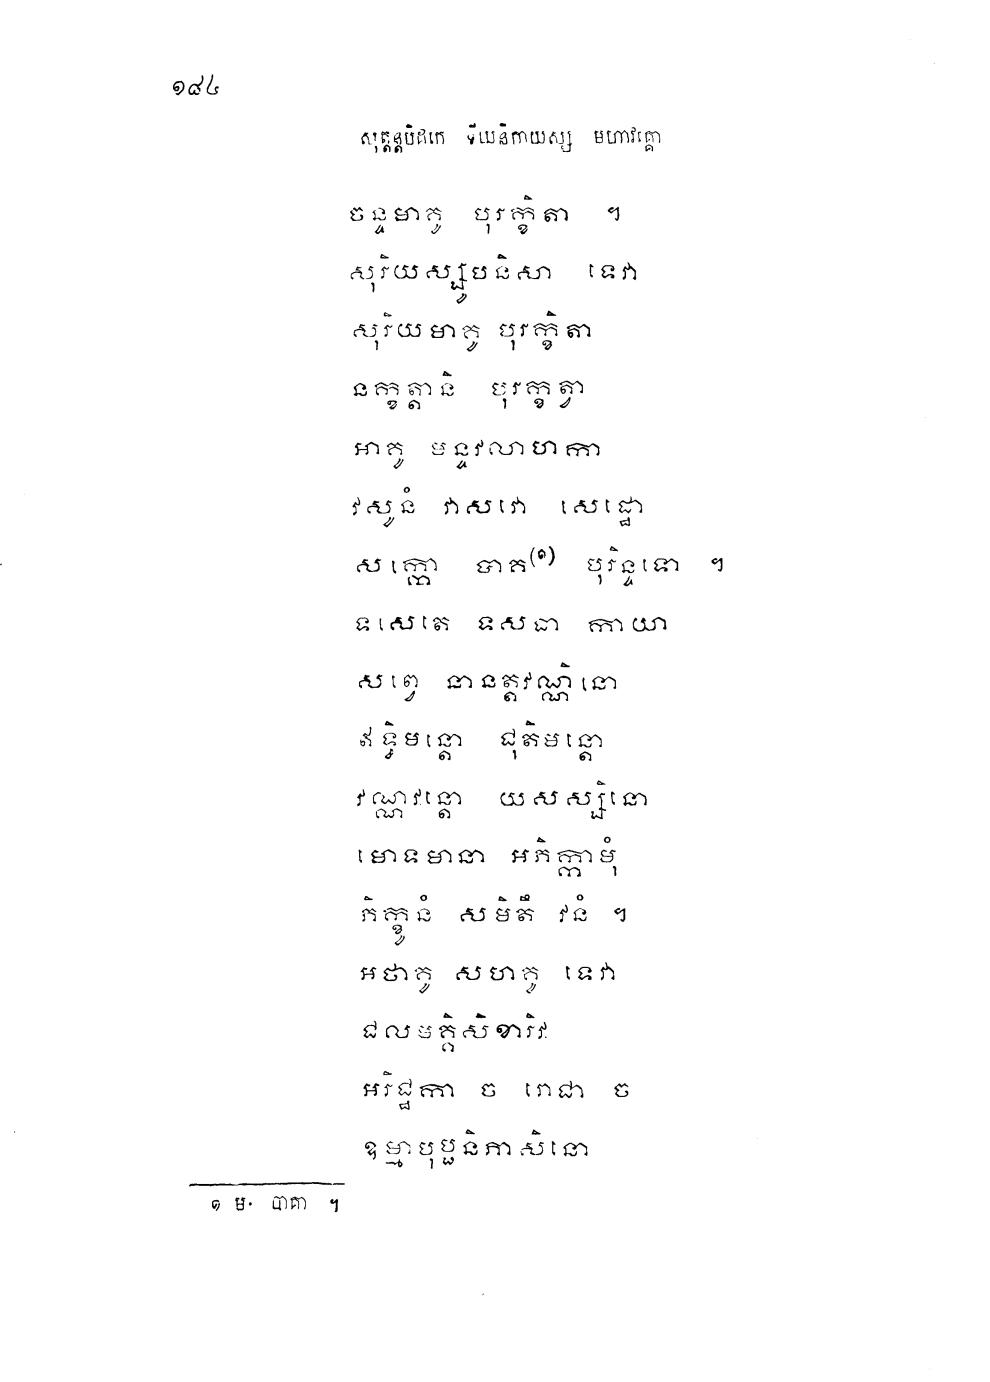 ១៨៤
សុត្តន្តបិដកេ ទីឃនិកាយស្ស មហាវគ្គោ
ចន្ទមាគូ បុរក្ខិតា ។
សុរិយស្សូបនិសា ទេវា
សុរិយមាគូ បុរក្ខិតា
នក្ខត្តានិ បុរក្ខត្វា
អាគូ មន្ទវលាហកា
វសូនំ វាសវោ សេដ្ឋោ
សក្កោ បាគ(១) បុរិន្ទទោ ។
ទសេតេ ទសធា កាយា
សព្វេ នានត្តវណ្ណិនោ
ឥទ្ធិមន្តោ ជុតិមន្តោ
វណ្ណវន្តោ យសស្សិនោ
មោទមានា អភិក្កាមុំ
ភិក្ខូនំ សមិតឹ វនំ ។
អថាគូ សហភូ ទេវា
ជលមគ្គិសិខារិវ
អរិដ្ឋកា ច រោជា ច
ឧម្មាបុប្ផនិភាសិនោ
១ ម. បាគា ។